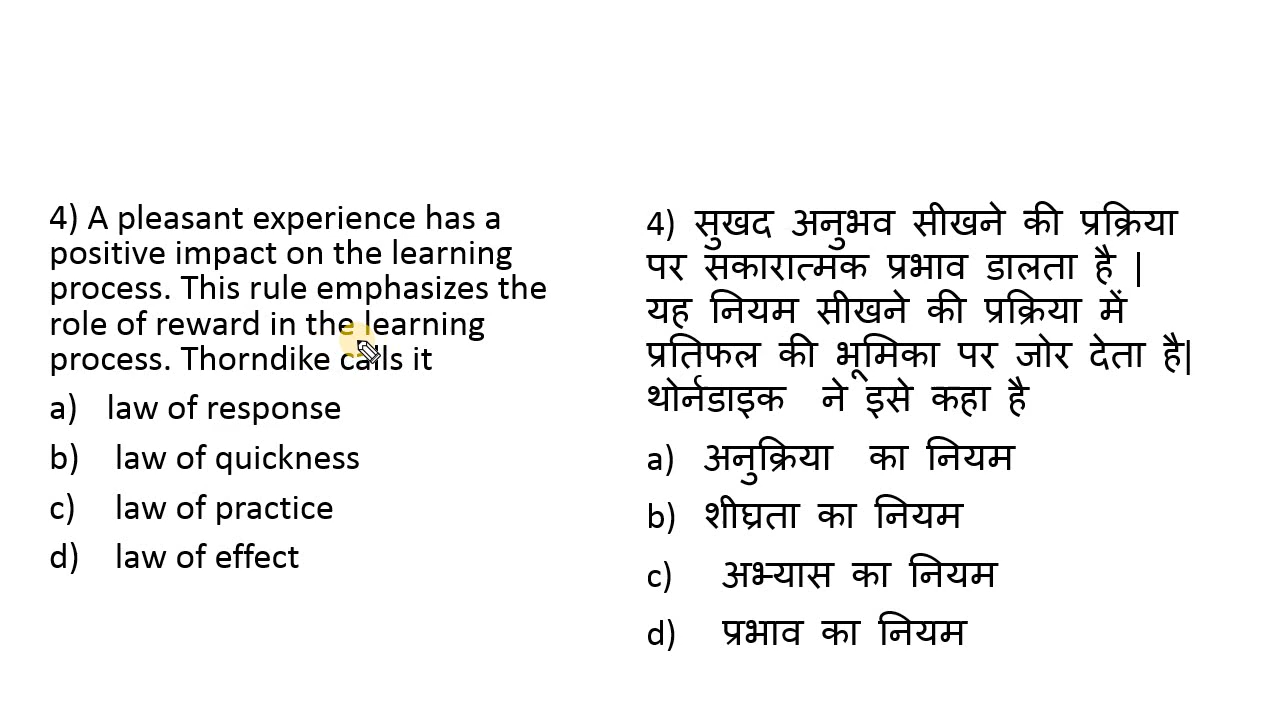 4) A pleasant experience has a
positive impact on the learning
process. This rule emphasizes the
role of reward in the learning
process. Thorndike calls it
a) law of response
b) law of quickness
c) law of practice
d) law of effect
4) सुखद अनुभव सीखने की प्रक्रिया
पर सकारात्मक प्रभाव डालता है |
यह नियम सीखने की प्रक्रिया में
प्रतिफल की भूमिका पर जोर देता है|
थोर्नडाइक ने इसे कहा है
a) अनुक्रिया का नियम
b) शीघ्रता का नियम
c) अभ्यास का नियम
d) प्रभाव का नियम